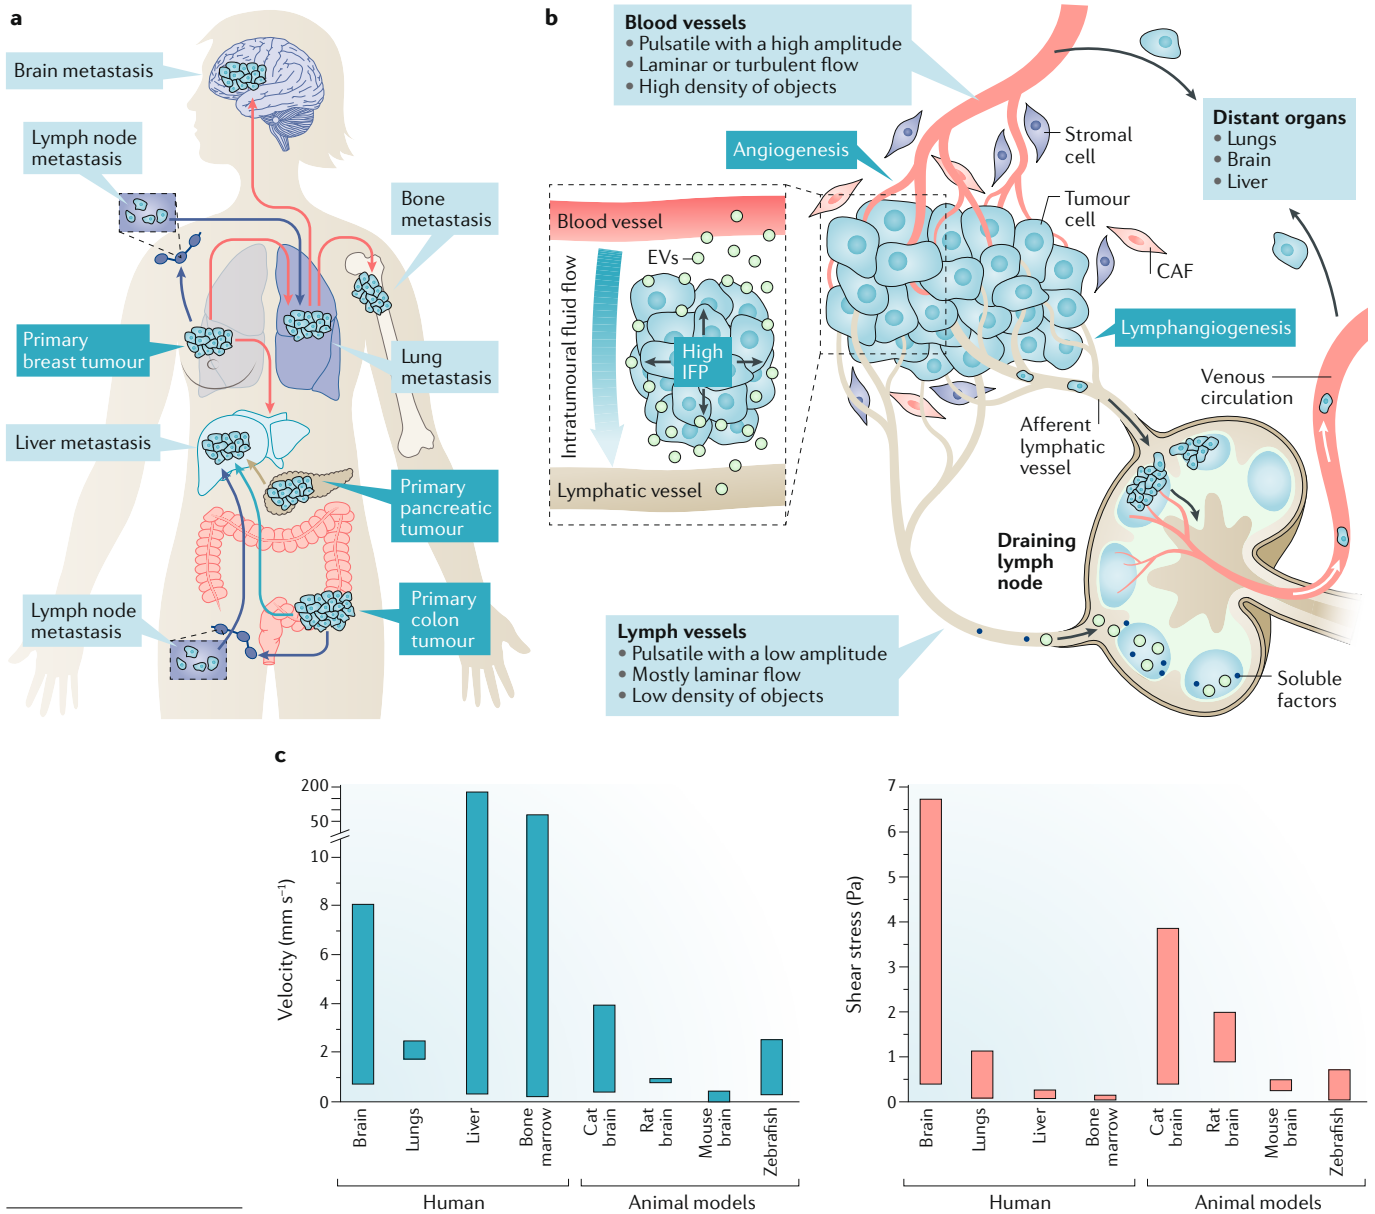 a
Brain metastasis
Lymph node
metastasis
Bone
metastasis
Primary
breast tumour
Lung
metastasis
Liver metastasis
Primary
pancreatic
tumour
Lymph node
metastasis
Primary
colon
tumour
b
Blood vessels
• Pulsatile with a high amplitude
• Laminar or turbulent flow
• High density of objects
Distant organs
• Lungs
• Brain
• Liver
Angiogenesis
Stromal
cell
Tumour
cell
CAF
Blood vessel
EVs
Intratumoural fluid flow
High
IFP
Lymphatic vessel
Lymphangiogenesis
Venous
circulation
Afferent
lymphatic
vessel
Draining
lymph
node
Lymph vessels
• Pulsatile with a low amplitude
• Mostly laminar flow
• Low density of objects
Soluble
factors
c
Velocity (mm s⁻¹)
200
50
10
8
6
4
2
0
Brain
Lungs
Liver
Bone
marrow
Cat
brain
Rat
brain
Mouse
brain
Zebrafish
Human
Animal models
Shear stress (Pa)
7
6
5
4
3
2
1
0
Brain
Lungs
Liver
Bone
marrow
Cat
brain
Rat
brain
Mouse
brain
Zebrafish
Human
Animal models